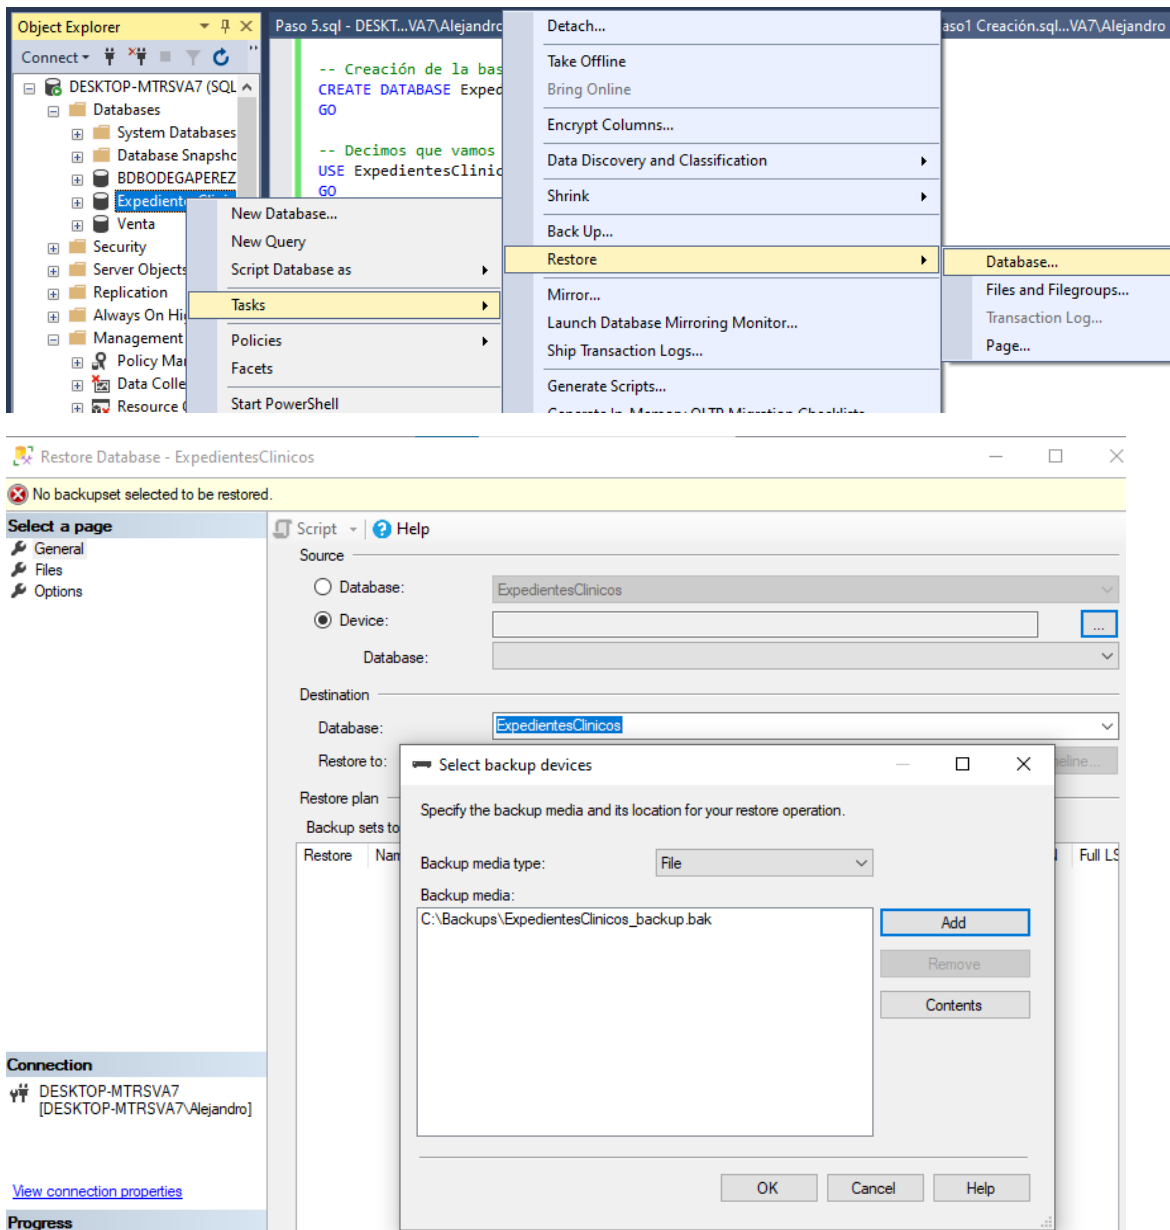 Object Explorer
Connect
DESKTOP-MTRSVA7 (SQL
Databases
System Databases
Database Snapshc
BDBODEGAPEREZ
Expedient
Venta
Security
Server Objects
Replication
Always On Hi
Management
Policy Mar
Data Colle
Resource
Paso 5.sql - DESKT...VA7\Alejandro
aso1 Creación.sql...VA7\Alejandro
-- Creación de la bas
CREATE DATABASE Exped
GO
-- Decimos que vamos
USE ExpedientesClinic
GO
New Database...
New Query
Script Database as
Tasks
Policies
Facets
Start PowerShell
Detach...
Take Offline
Bring Online
Encrypt Columns...
Data Discovery and Classification
Shrink
Back Up...
Restore
Mirror...
Launch Database Mirroring Monitor...
Ship Transaction Logs...
Generate Scripts...
Database...
Files and Filegroups...
Transaction Log...
Page...
Restore Database - ExpedientesClinicos
No backupset selected to be restored.
Select a page
General
Files
Options
Script
Help
Source
Database: ExpedientesClinicos
Device: ...
Database:
Destination
Database: ExpedientesClinicos
Restore to: eline...
Restore plan
Backup sets to
Restore Nam Full LS
Select backup devices
Specify the backup media and its location for your restore operation.
Backup media type: File
Backup media:
C:\Backups\ExpedientesClinicos_backup.bak
Add
Remove
Contents
OK Cancel Help
Connection
DESKTOP-MTRSVA7
[DESKTOP-MTRSVA7\Alejandro]
View connection properties
Progress